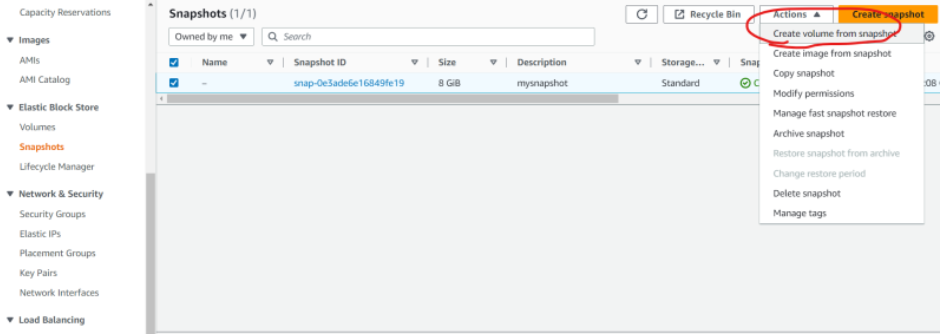 Capacity Reservations
Images
AMIs
AMI Catalog
Elastic Block Store
Volumes
Snapshots
Lifecycle Manager
Network & Security
Security Groups
Elastic IPs
Placement Groups
Key Pairs
Network Interfaces
Load Balancing
Snapshots (1/1)
Recycle Bin
Actions
Create snapshot
Owned by me
Search
Name
Snapshot ID
Size
Description
Storage...
Snap
–
snap-0e3ade6e16849fe19
8 GiB
mysnapshot
Standard
C
:08
Create volume from snapshot
Create image from snapshot
Copy snapshot
Modify permissions
Manage fast snapshot restore
Archive snapshot
Restore snapshot from archive
Change restore period
Delete snapshot
Manage tags